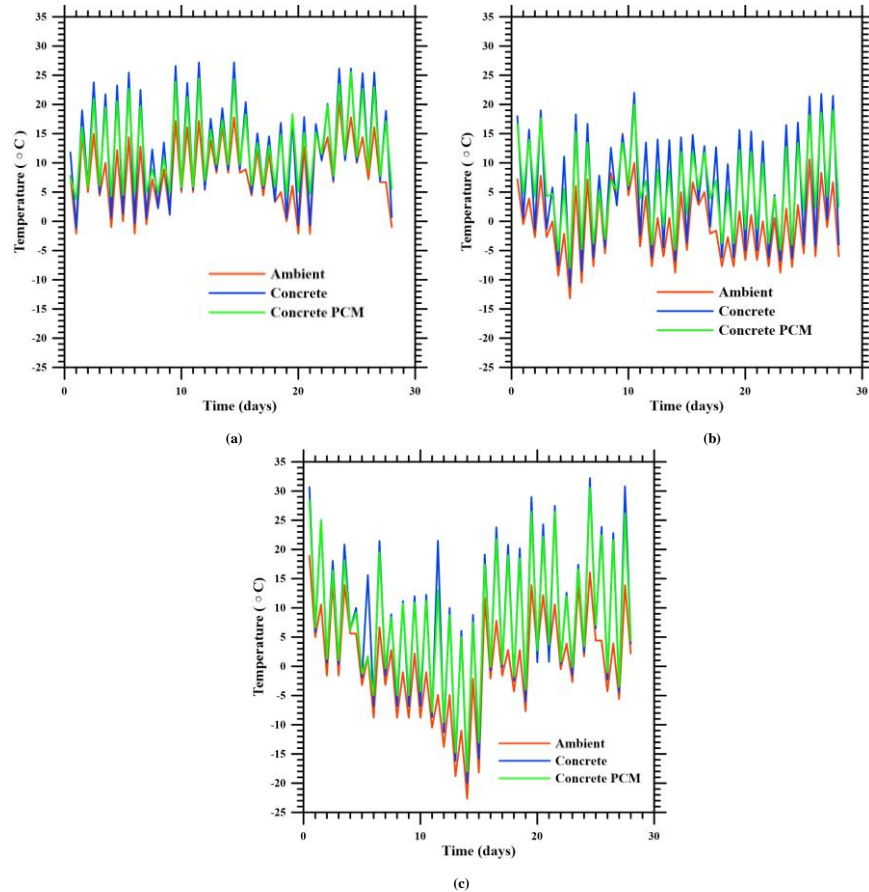 35
30
25
20
15
10
5
0
-5
-10
-15
-20
-25
Temperature ( ○ C)
Ambient
Concrete
Concrete PCM
0 10 20 30
Time (days)
(a)
35
30
25
20
15
10
5
0
-5
-10
-15
-20
-25
Temperature ( ○ C)
Ambient
Concrete
Concrete PCM
0 10 20 30
Time (days)
(b)
35
30
25
20
15
10
5
0
-5
-10
-15
-20
-25
Temperature ( ○ C)
Ambient
Concrete
Concrete PCM
0 10 20 30
Time (days)
(c)